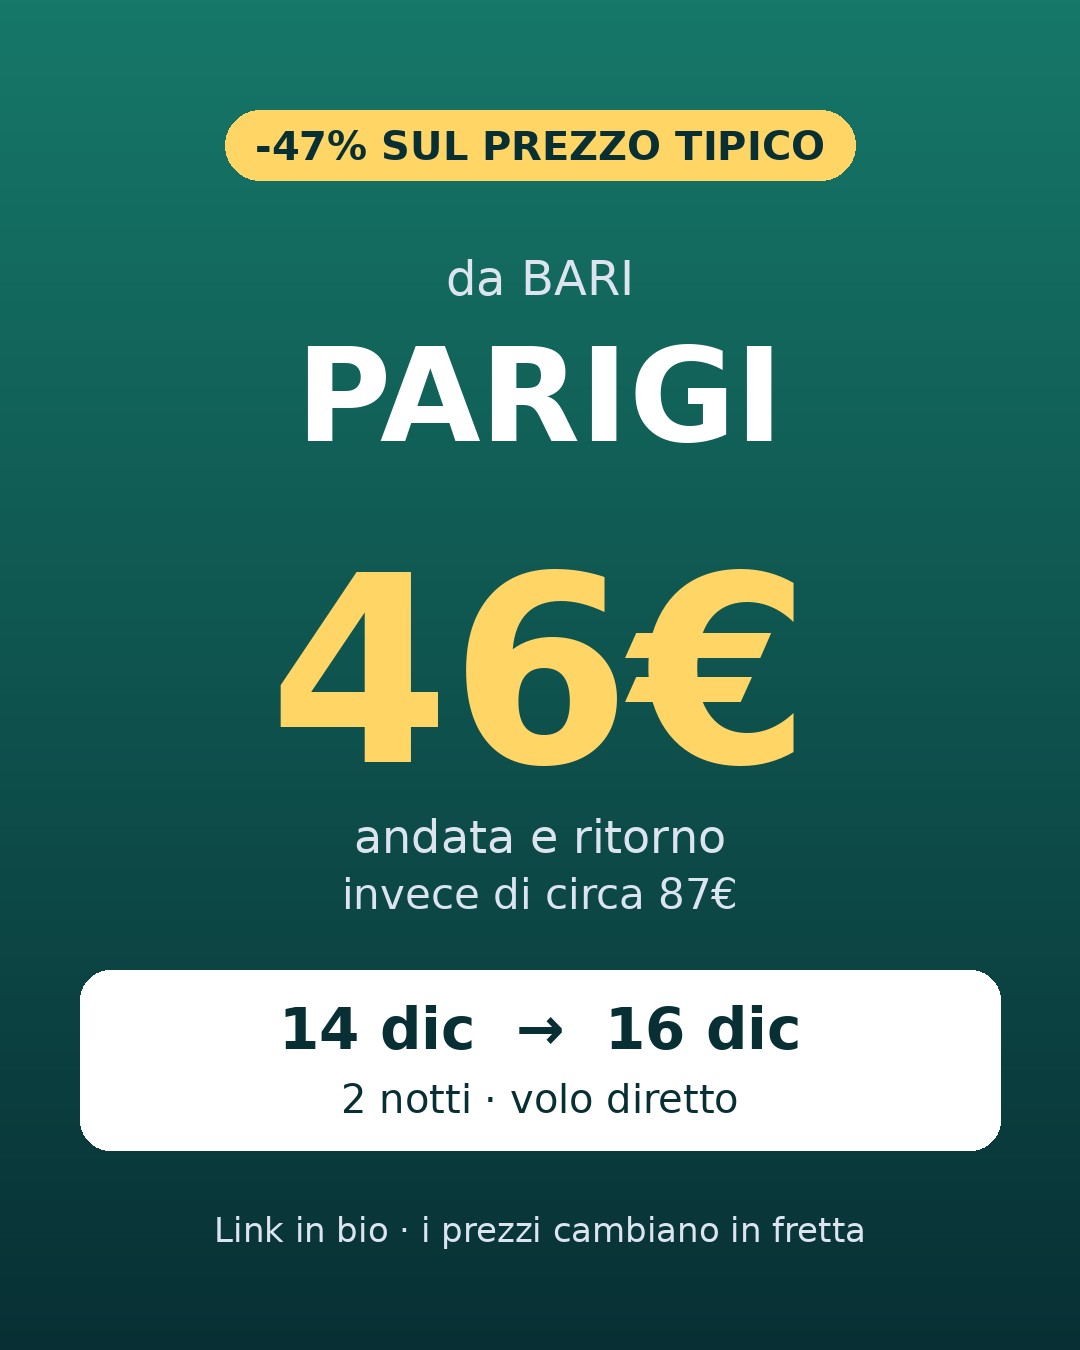 -47% SUL PREZZO TIPICO
da BARI
PARIGI
46€
andata e ritorno
invece di circa 87€
14 dic → 16 dic
2 notti · volo diretto
Link in bio · i prezzi cambiano in fretta